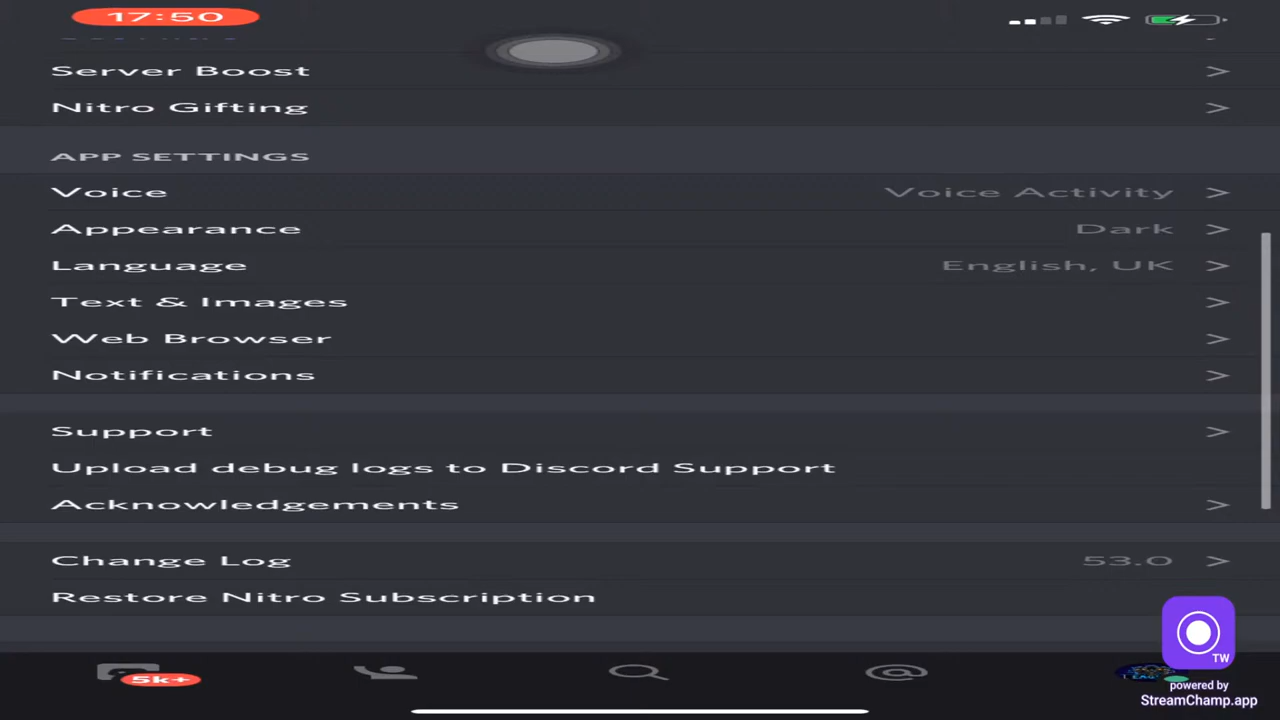 17:50
Server Boost >
Nitro Gifting >
APP SETTINGS
Voice Voice Activity >
Appearance Dark >
Language English, UK >
Text & Images >
Web Browser >
Notifications >
Support >
Upload debug logs to Discord Support
Acknowledgements >
Change Log 53.0 >
Restore Nitro Subscription
5k+
@
TW
powered by
StreamChamp.app